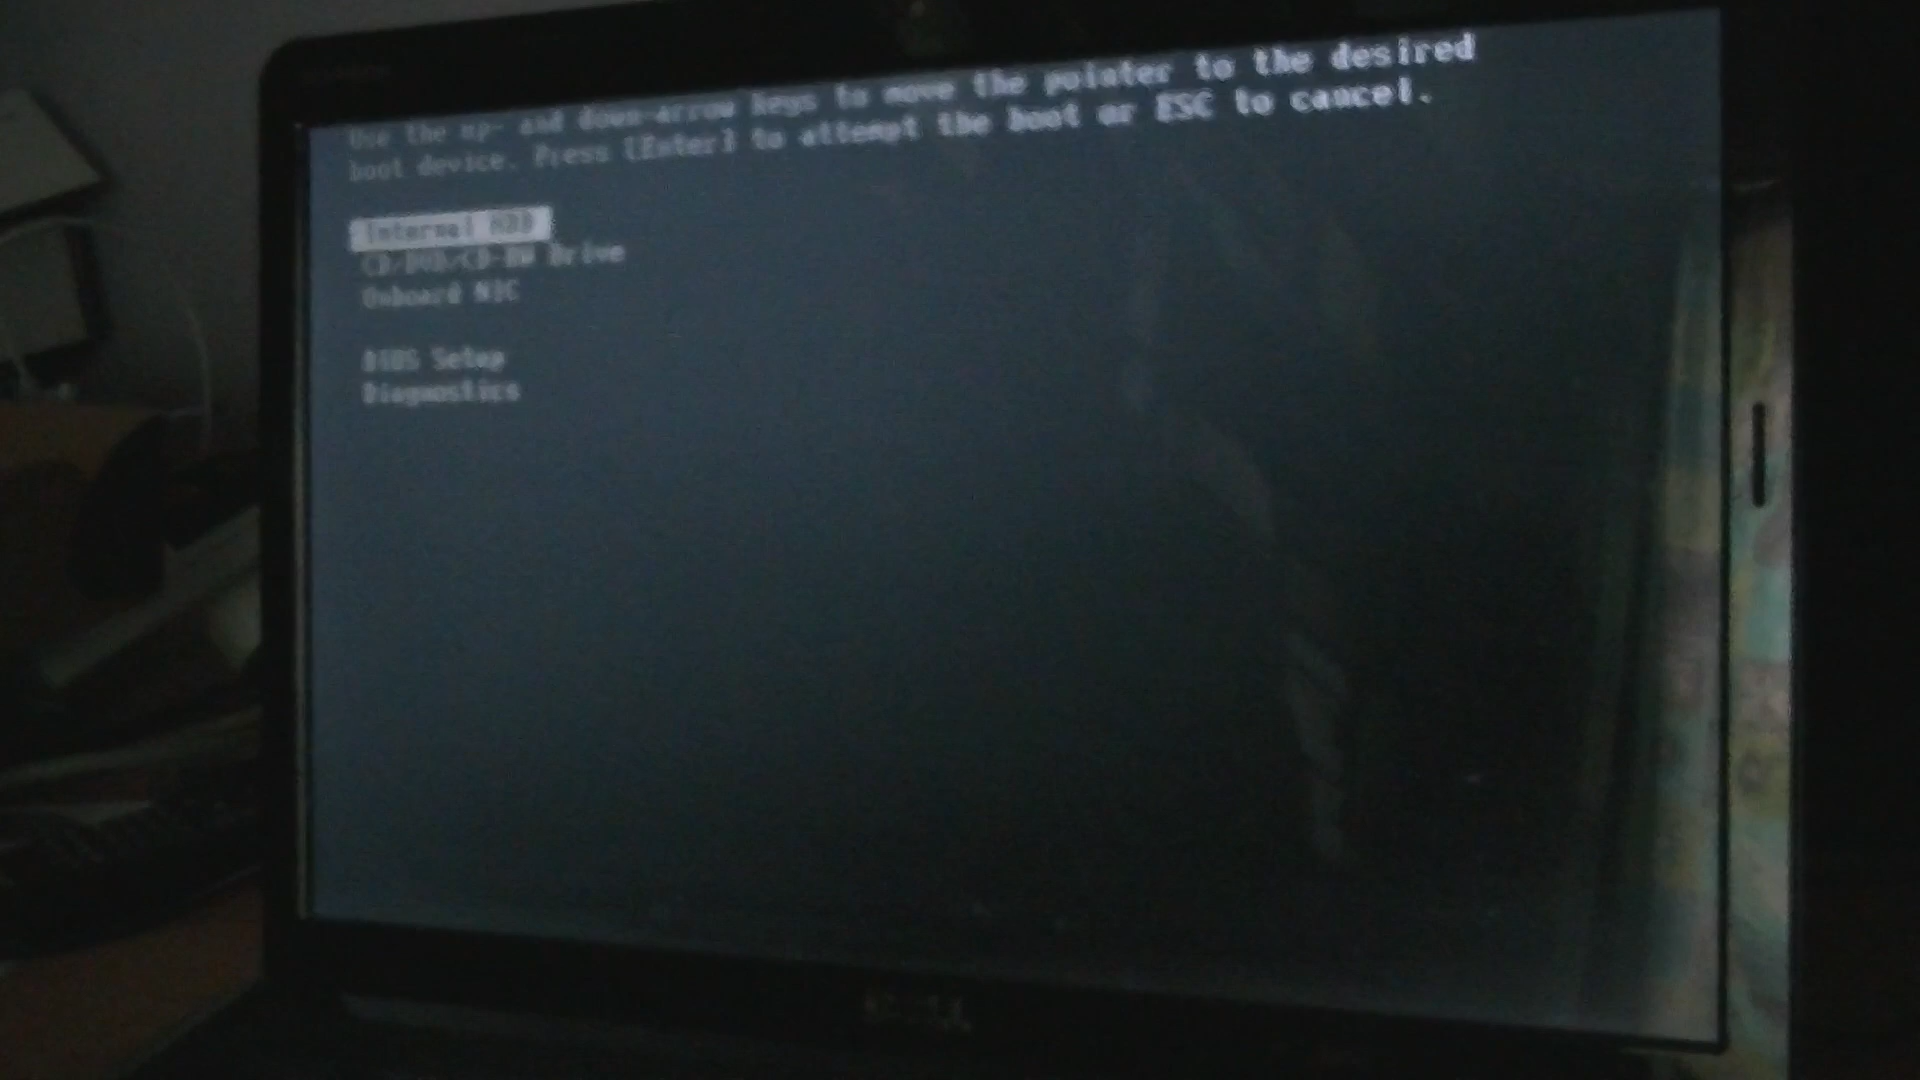 Use the up- and down-arrow keys to move the pointer to the desired
boot device. Press [Enter] to attempt the boot or ESC to cancel.
Internal HDD
CD/DVD/CD-RW Drive
Onboard NIC
BIOS Setup
Diagnostics
DELL